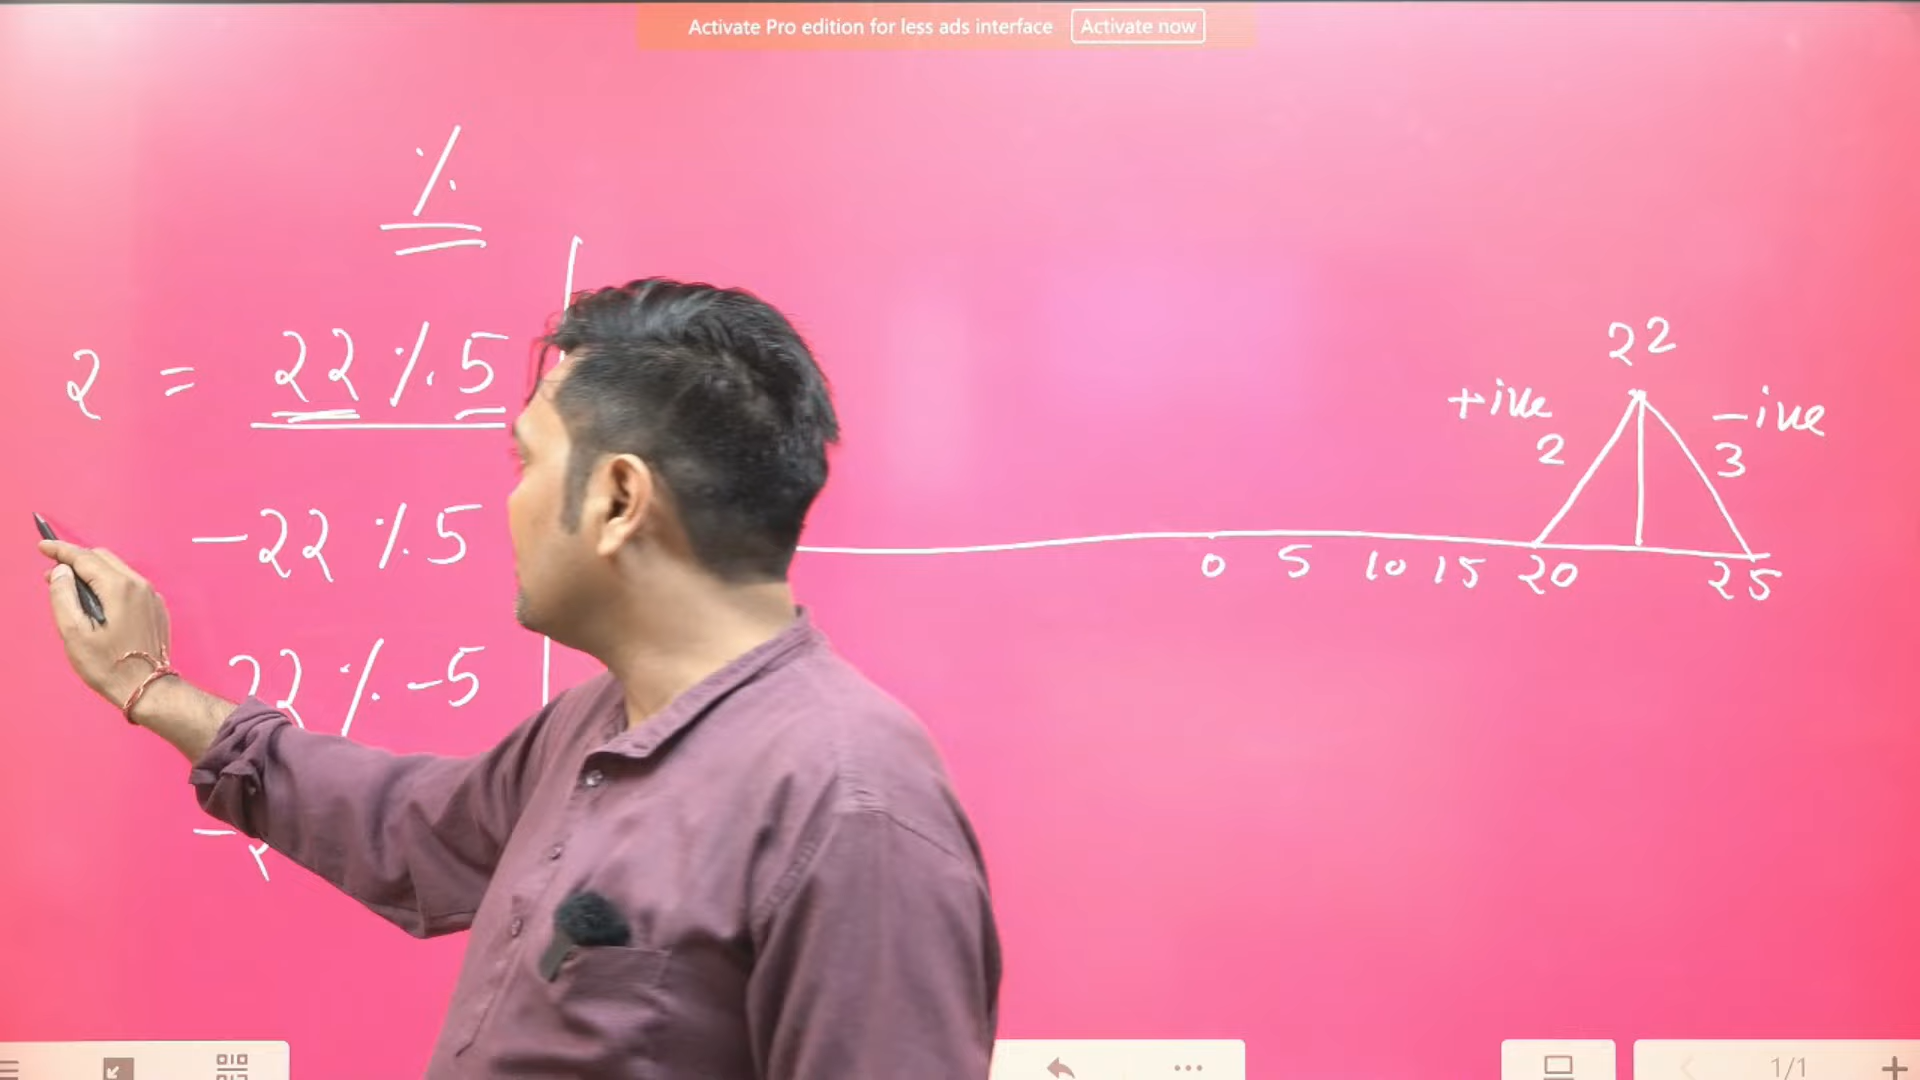 Activate Pro edition for less ads interface Activate now
%
2 = 22 % 5
-22 % 5
22 % -5
-
22
+ive -ive
2 3
0 5 10 15 20 25
1/1